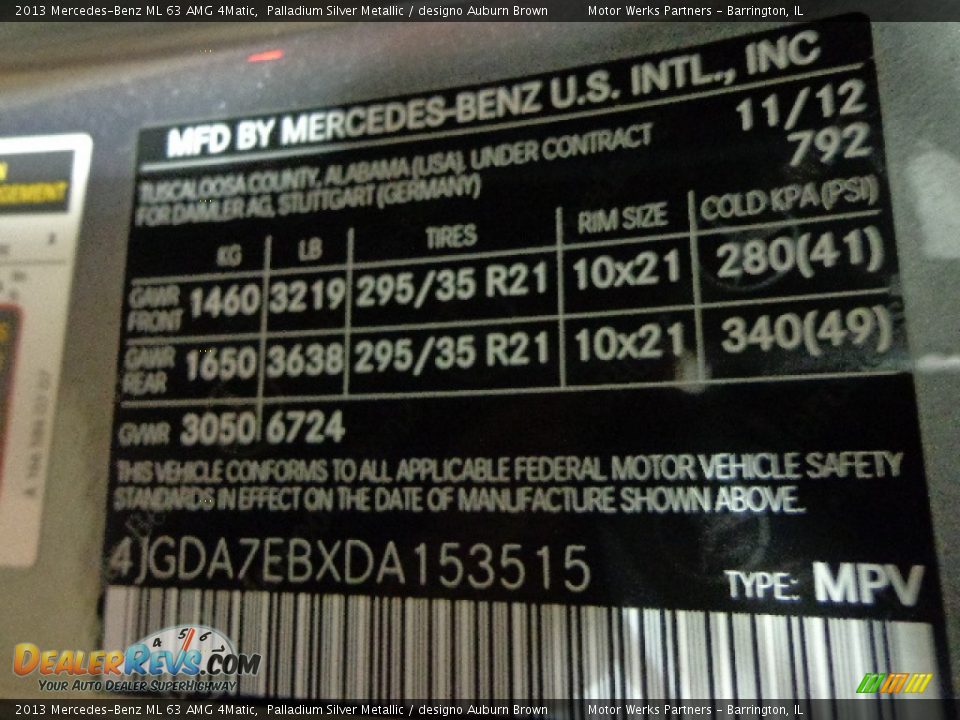 2013 Mercedes-Benz ML 63 AMG 4Matic,  Palladium Silver Metallic / designo Auburn Brown  Motor Werks Partners - Barrington, IL
MFD BY MERCEDES-BENZ U.S. INTL., INC
TUSCALOOSA COUNTY, ALABAMA (USA), UNDER CONTRACT 11/12
FOR DAIMLER AG, STUTTGART (GERMANY) 792
KG LB TIRES RIM SIZE COLD KPA (PSI)
GAWR FRONT 1460 3219 295/35 R21 10x21 280(41)
GAWR REAR 1650 3638 295/35 R21 10x21 340(49)
GVWR 3050 6724
THIS VEHICLE CONFORMS TO ALL APPLICABLE FEDERAL MOTOR VEHICLE SAFETY
STANDARDS IN EFFECT ON THE DATE OF MANUFACTURE SHOWN ABOVE.
4JGDA7EBXDA153515
TYPE: MPV
4 5 6
DEALERREVS.COM
YOUR AUTO DEALER SUPERHIGHWAY
2013 Mercedes-Benz ML 63 AMG 4Matic,  Palladium Silver Metallic / designo Auburn Brown  Motor Werks Partners - Barrington, IL